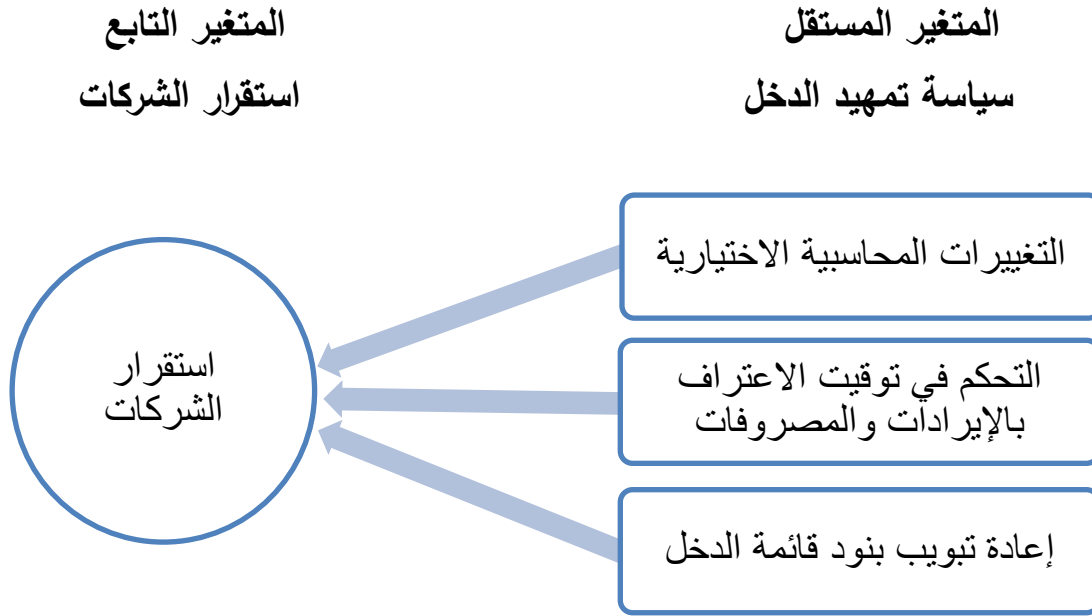 المتغير المستقل
سياسة تمهيد الدخل
المتغير التابع
استقرار الشركات
التغييرات المحاسبية الاختيارية
التحكم في توقيت الاعتراف
بالإيرادات والمصروفات
إعادة تبويب بنود قائمة الدخل
استقرار
الشركات